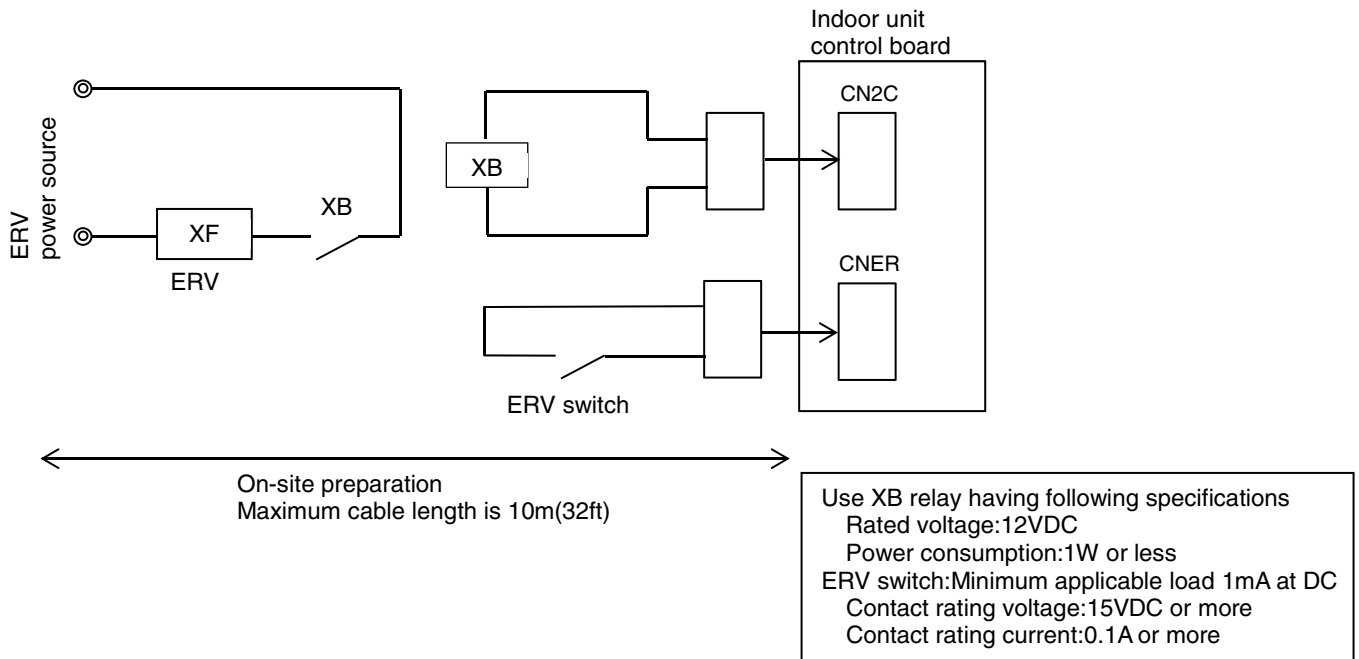 Indoor unit
control board
CN2C
XB
XB
ERV
power source
XF
ERV
CNER
ERV switch
On-site preparation
Maximum cable length is 10m(32ft)
Use XB relay having following specifications
Rated voltage:12VDC
Power consumption:1W or less
ERV switch:Minimum applicable load 1mA at DC
Contact rating voltage:15VDC or more
Contact rating current:0.1A or more